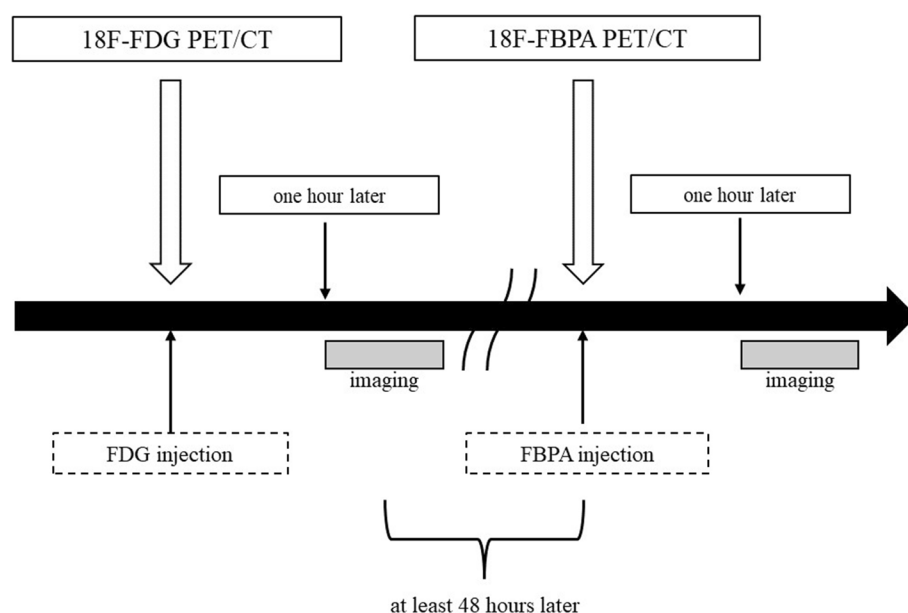 18F-FDG PET/CT
18F-FBPA PET/CT
one hour later
one hour later
imaging
imaging
FDG injection
FBPA injection
at least 48 hours later